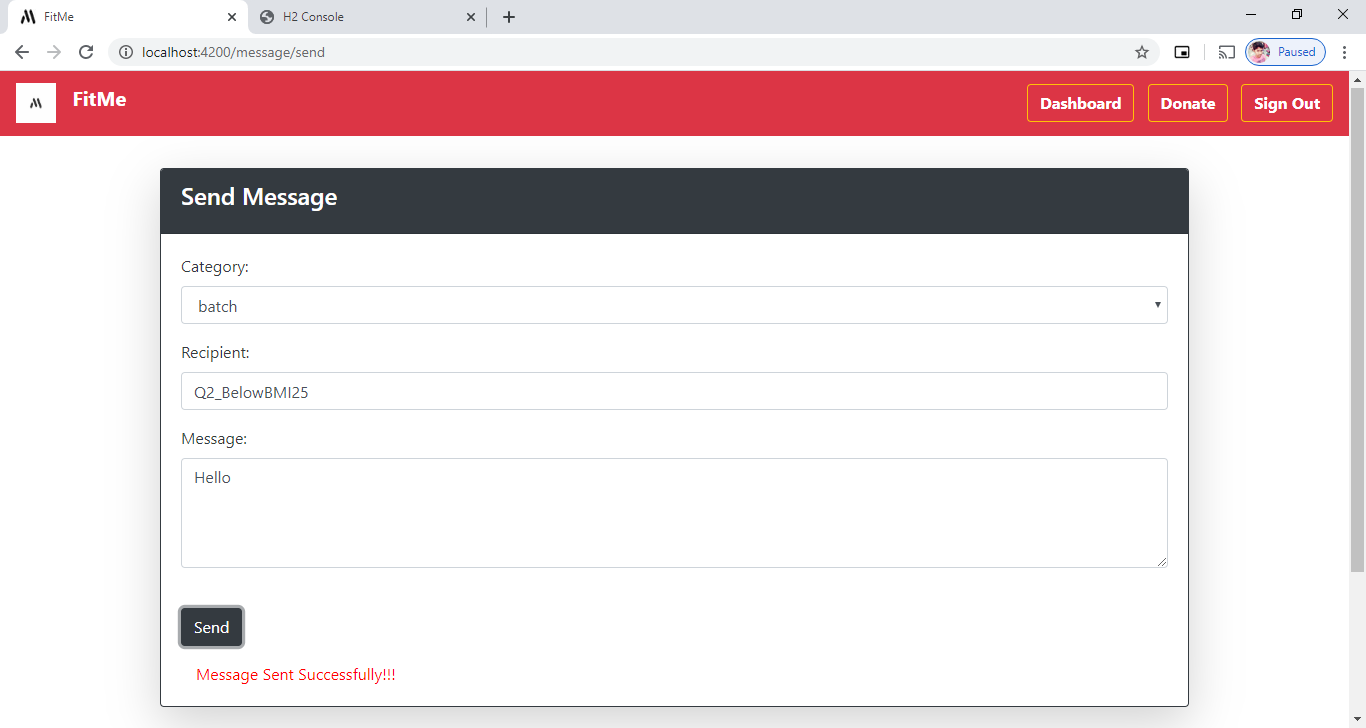 FitMe
H2 Console
localhost:4200/message/send
Paused
FitMe
Dashboard
Donate
Sign Out
Send Message
Category:
batch
Recipient:
Q2_BelowBMI25
Message:
Hello
Send
Message Sent Successfully!!!